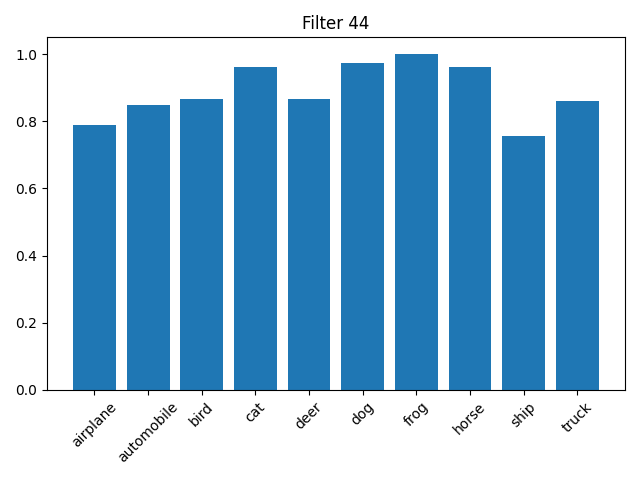 Filter 44
1.0
0.8
0.6
0.4
0.2
0.0
airplane
automobile
bird
cat
deer
dog
frog
horse
ship
truck